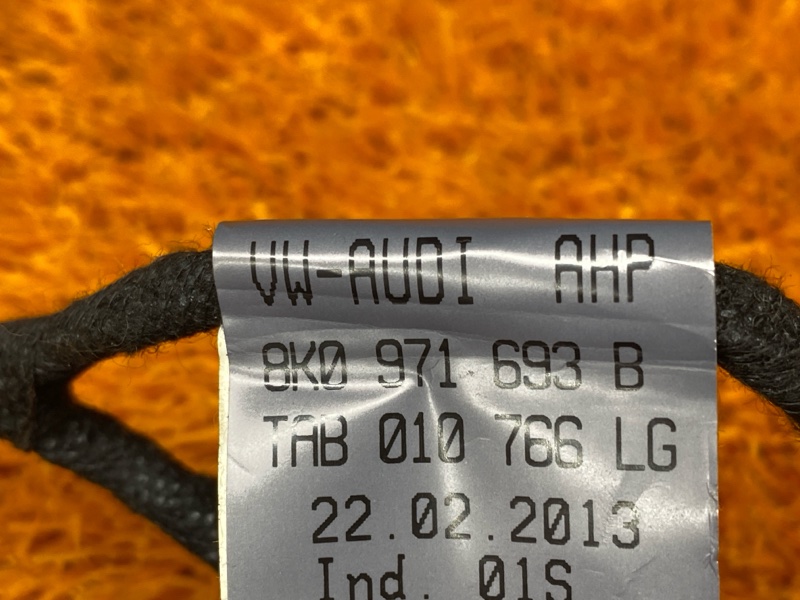 VW-AUDI AHP
8K0 971 693 B
TAB 010 766 LG
22.02.2013
Ind. 01S